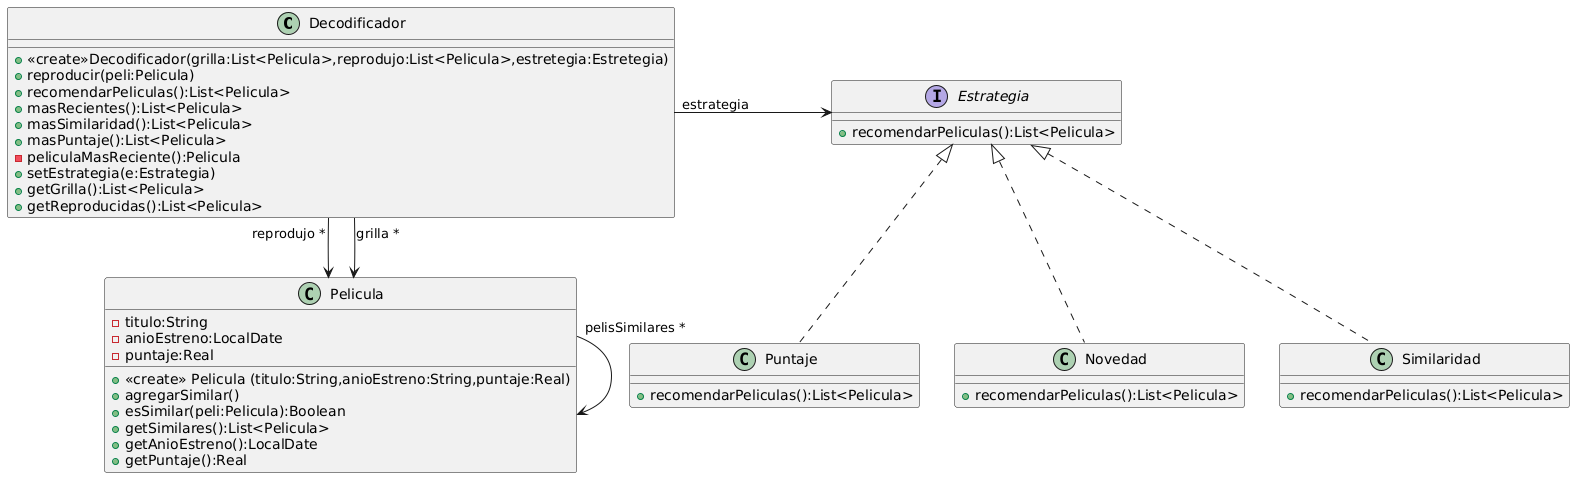 C Decodificador
«create»Decodificador(grilla:List<Pelicula>,reprodujo:List<Pelicula>,estretegia:Estretegia)
reproducir(peli:Pelicula)
recomendarPeliculas():List<Pelicula>
masRecientes():List<Pelicula>
masSimilaridad():List<Pelicula>
masPuntaje():List<Pelicula>
peliculaMasReciente():Pelicula
setEstrategia(e:Estrategia)
getGrilla():List<Pelicula>
getReproducidas():List<Pelicula>
estrategia
I Estrategia
recomendarPeliculas():List<Pelicula>
reprodujo *
grilla *
C Pelicula
titulo:String
anioEstreno:LocalDate
puntaje:Real
«create» Pelicula (titulo:String,anioEstreno:String,puntaje:Real)
agregarSimilar()
esSimilar(peli:Pelicula):Boolean
getSimilares():List<Pelicula>
getAnioEstreno():LocalDate
getPuntaje():Real
pelisSimilares *
C Puntaje
recomendarPeliculas():List<Pelicula>
C Novedad
recomendarPeliculas():List<Pelicula>
C Similaridad
recomendarPeliculas():List<Pelicula>